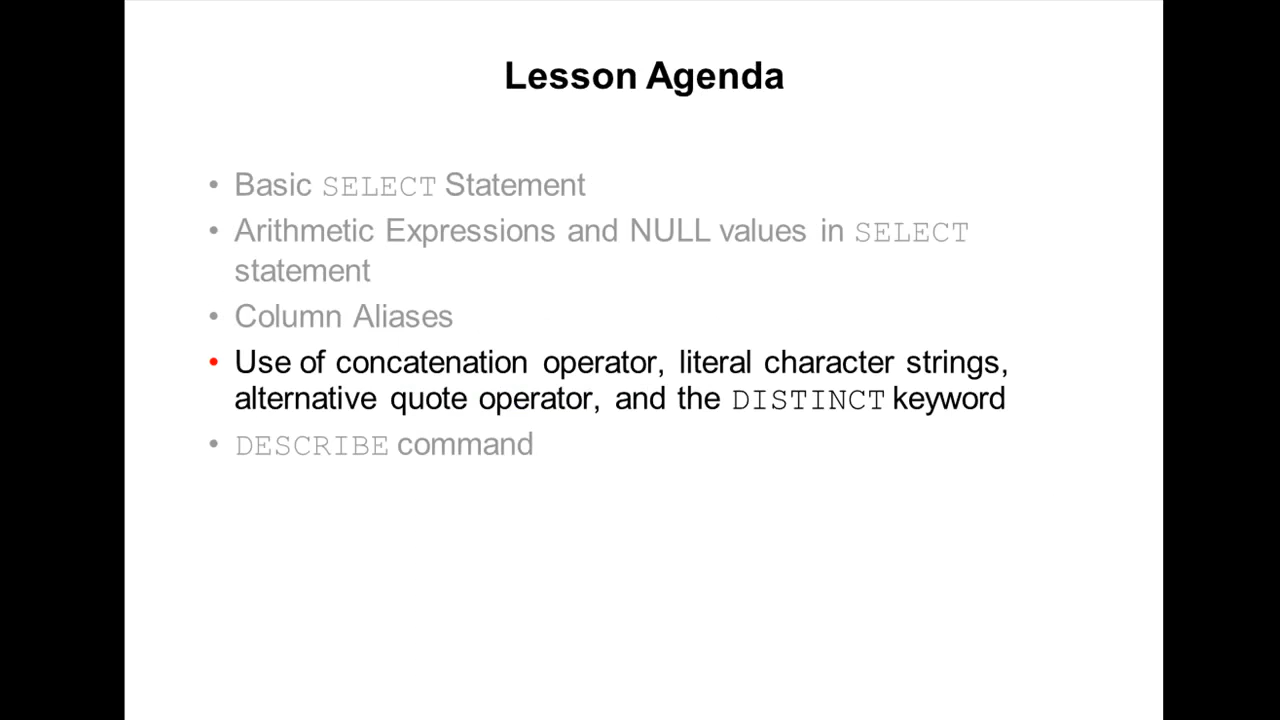 Lesson Agenda
• Basic SELECT Statement
• Arithmetic Expressions and NULL values in SELECT
statement
• Column Aliases
• Use of concatenation operator, literal character strings,
alternative quote operator, and the DISTINCT keyword
• DESCRIBE command